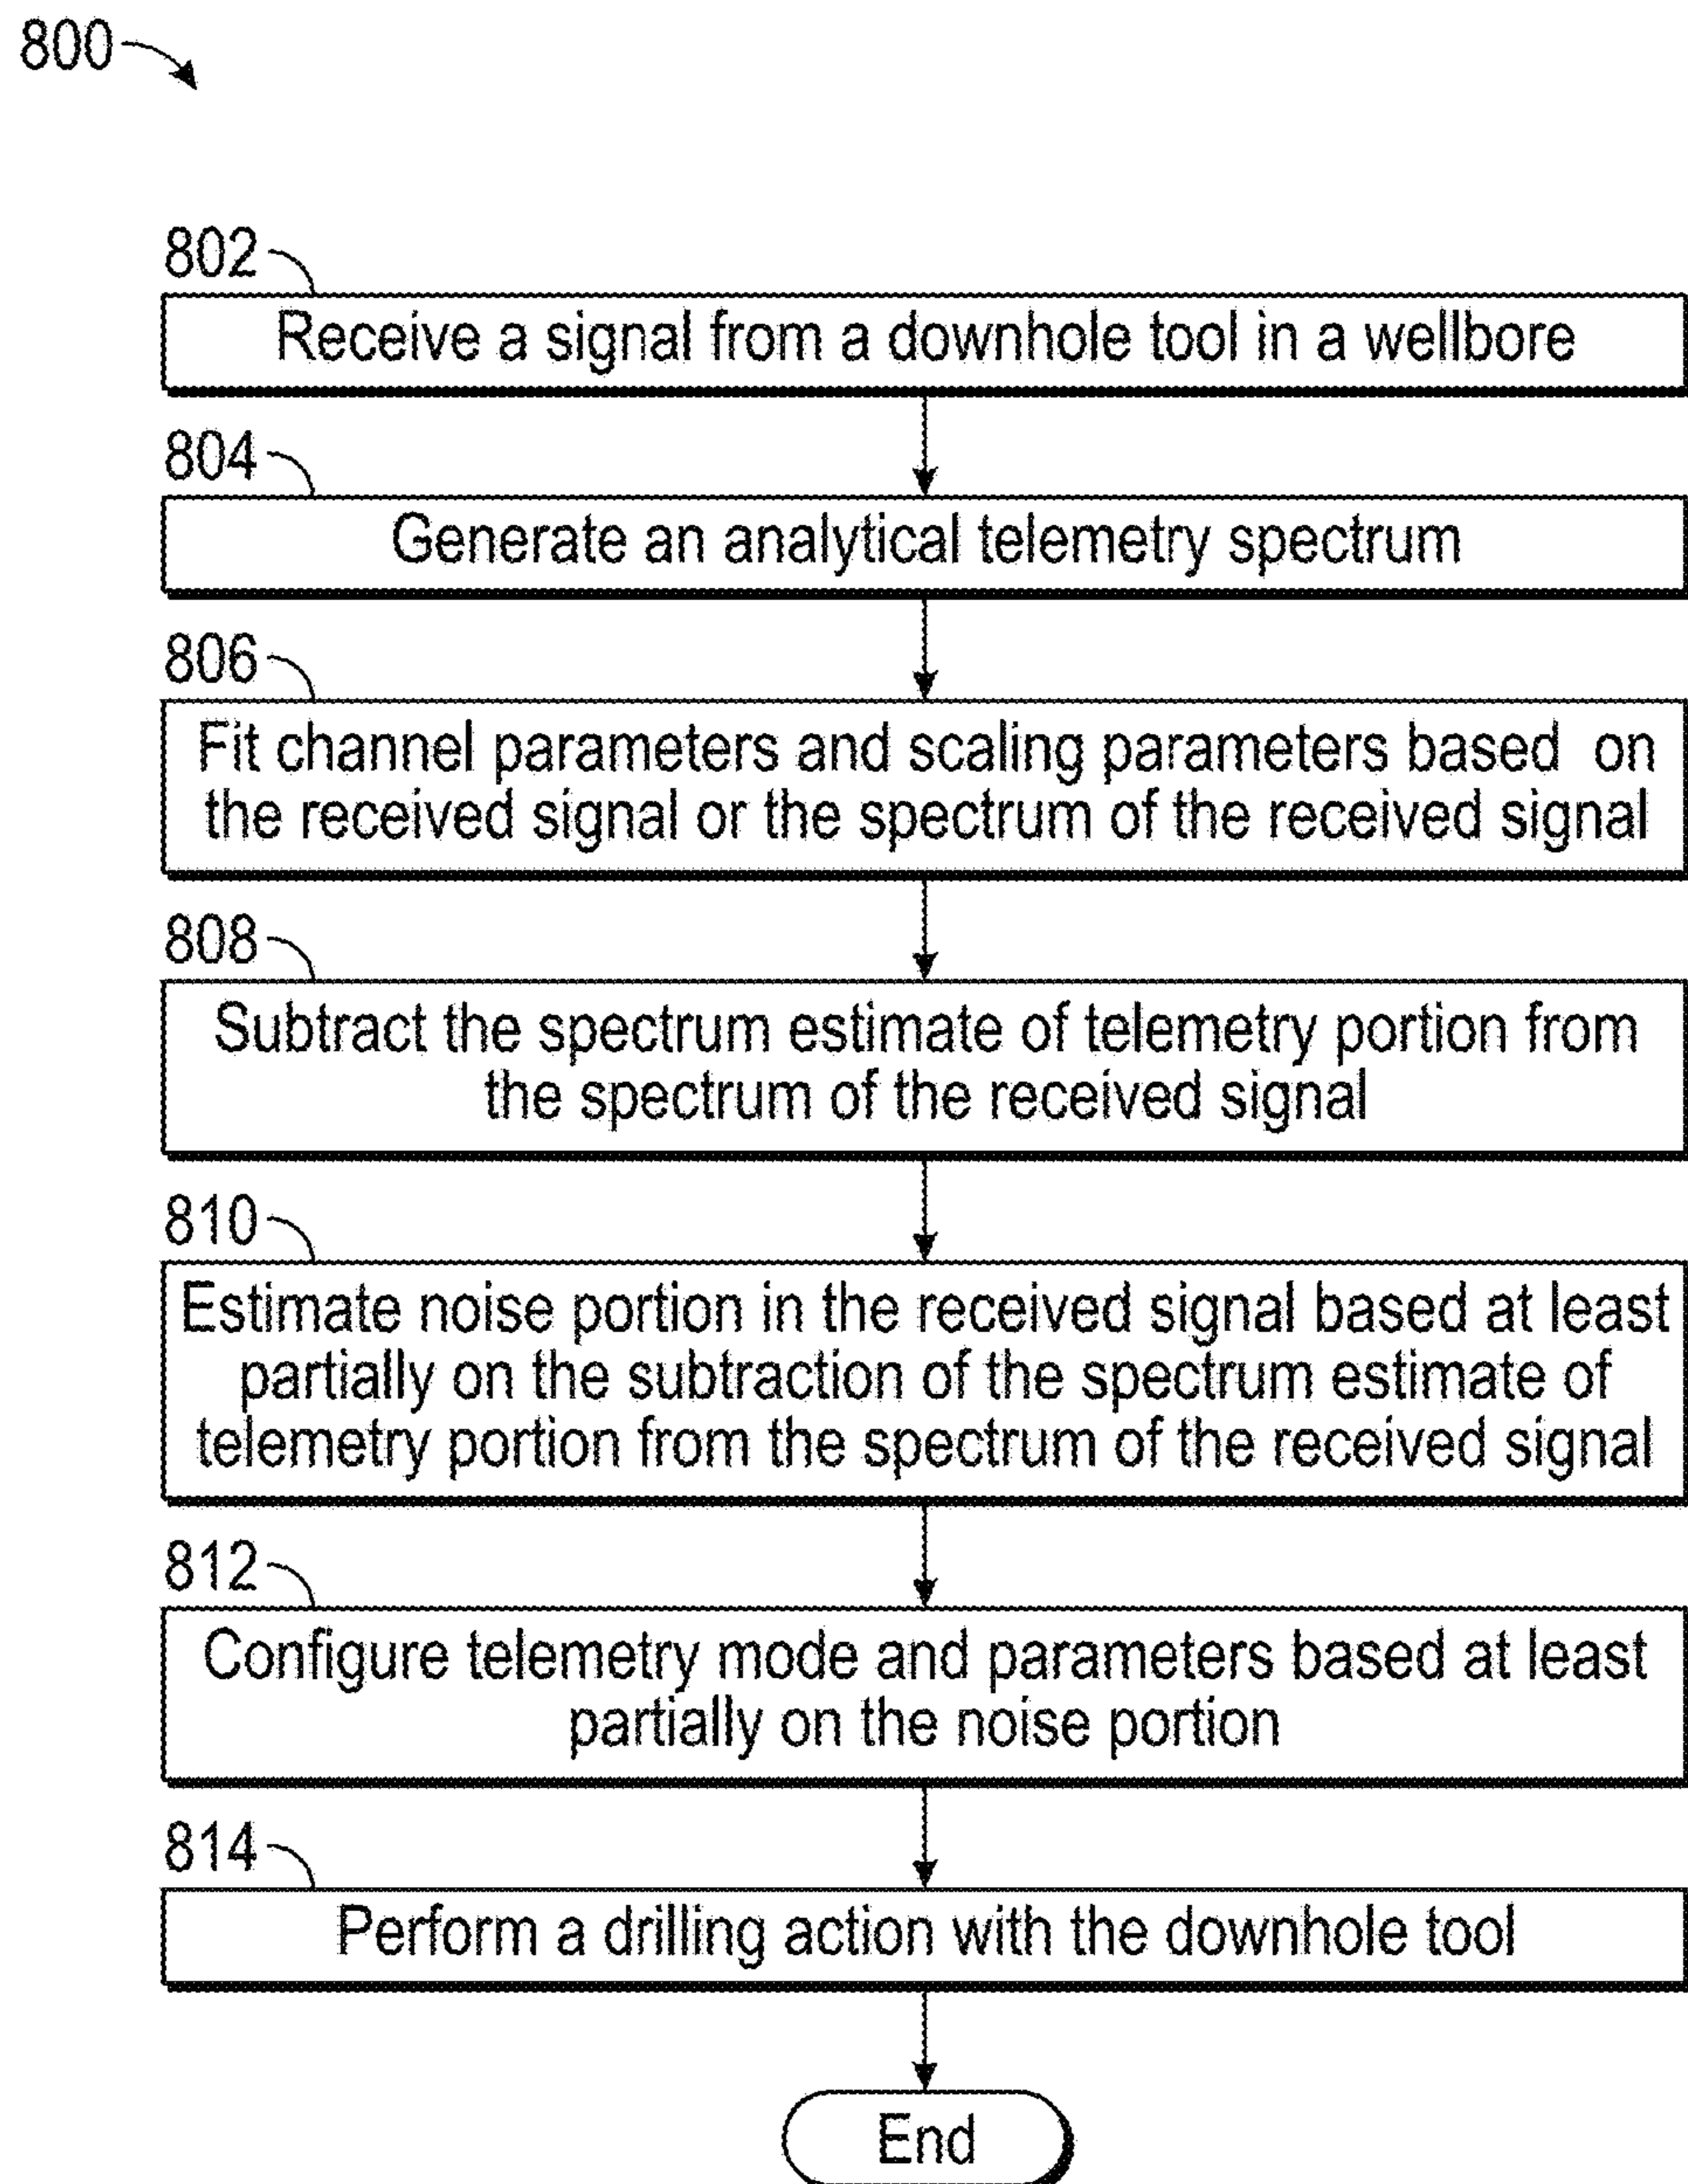 800
802
Receive a signal from a downhole tool in a wellbore
804
Generate an analytical telemetry spectrum
806
Fit channel parameters and scaling parameters based on
the received signal or the spectrum of the received signal
808
Subtract the spectrum estimate of telemetry portion from
the spectrum of the received signal
810
Estimate noise portion in the received signal based at least
partially on the subtraction of the spectrum estimate of
telemetry portion from the spectrum of the received signal
812
Configure telemetry mode and parameters based at least
partially on the noise portion
814
Perform a drilling action with the downhole tool
End